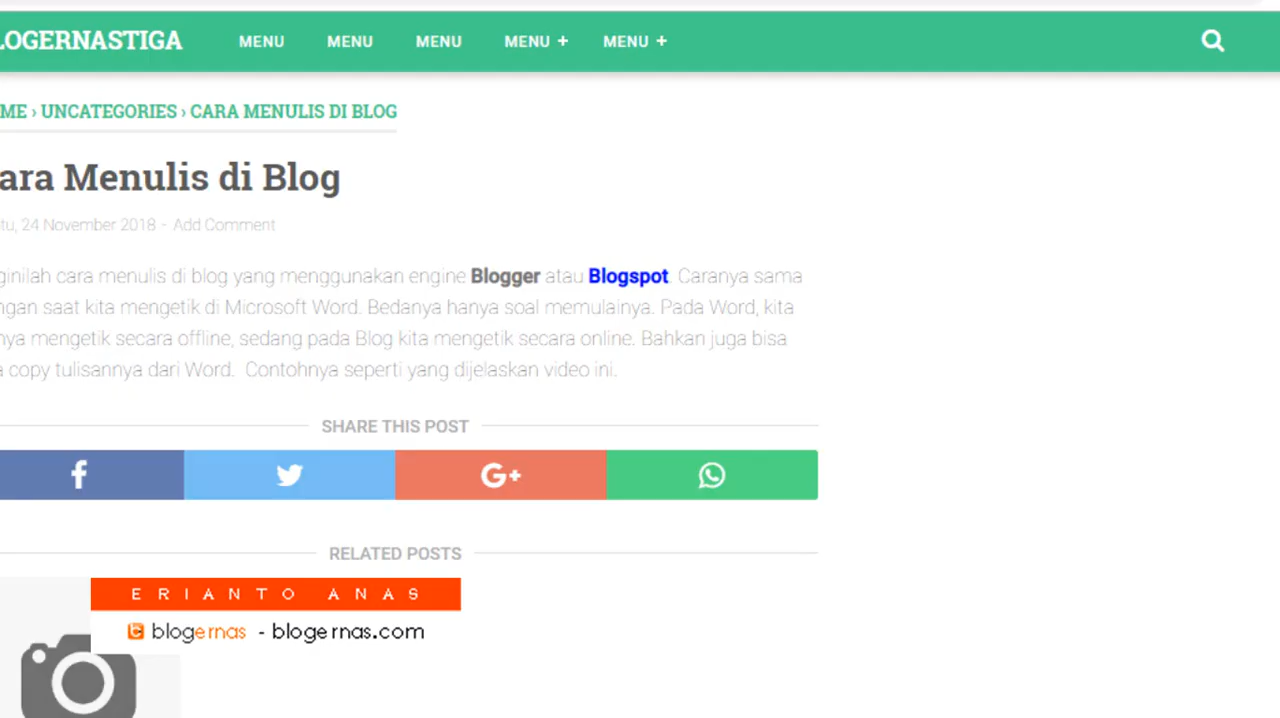 LOGERNASTIGA MENU MENU MENU MENU + MENU +
ME › UNCATEGORIES › CARA MENULIS DI BLOG
ara Menulis di Blog
tu, 24 November 2018 - Add Comment
ginilah cara menulis di blog yang menggunakan engine Blogger atau Blogspot. Caranya sama
ngan saat kita mengetik di Microsoft Word. Bedanya hanya soal memulainya. Pada Word, kita
nya mengetik secara offline, sedang pada Blog kita mengetik secara online. Bahkan juga bisa
a copy tulisannya dari Word. Contohnya seperti yang dijelaskan video ini.
SHARE THIS POST
f G+
RELATED POSTS
ERIANTO ANAS
blogernas - blogernas.com